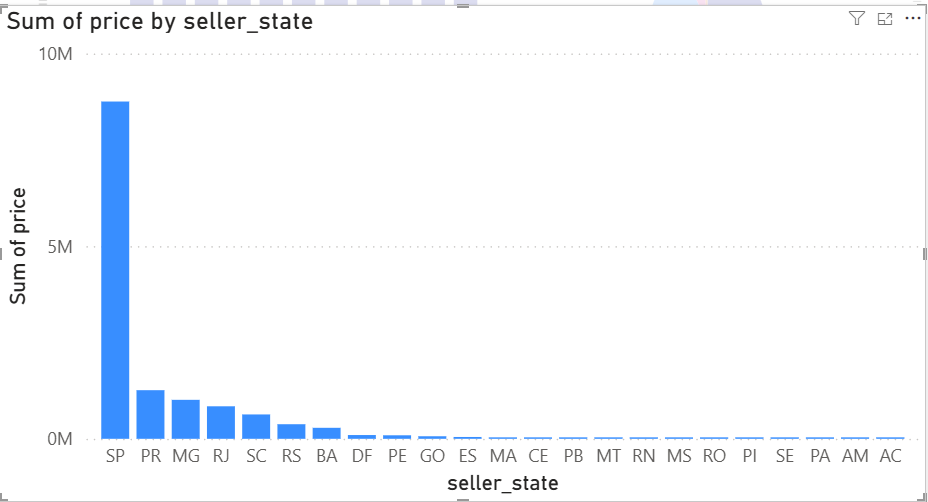 Sum of price by seller_state
10M
5M
0M
Sum of price
SP PR MG RJ SC RS BA DF PE GO ES MA CE PB MT RN MS RO PI SE PA AM AC
seller_state